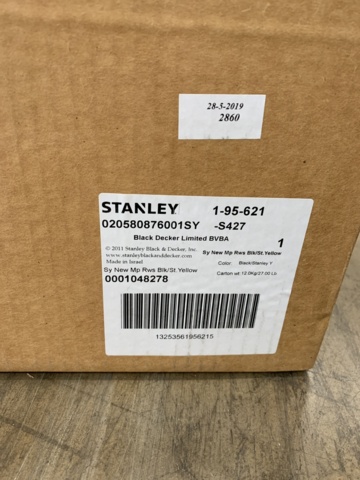 28-5-2019
2860
STANLEY 1-95-621
020580876001SY -S427
Black Decker Limited BVBA
1
© 2011 Stanley Black & Decker, Inc.
www.stanleyblackanddecker.com
Made in Israel
Sy New Mp Rws Blk/St.Yellow
Color: Black/Stanley Y
Carton wt: 12.0Kg/27.00 Lb.
Sy New Mp Rws Blk/St.Yellow
0001048278
13253561956215